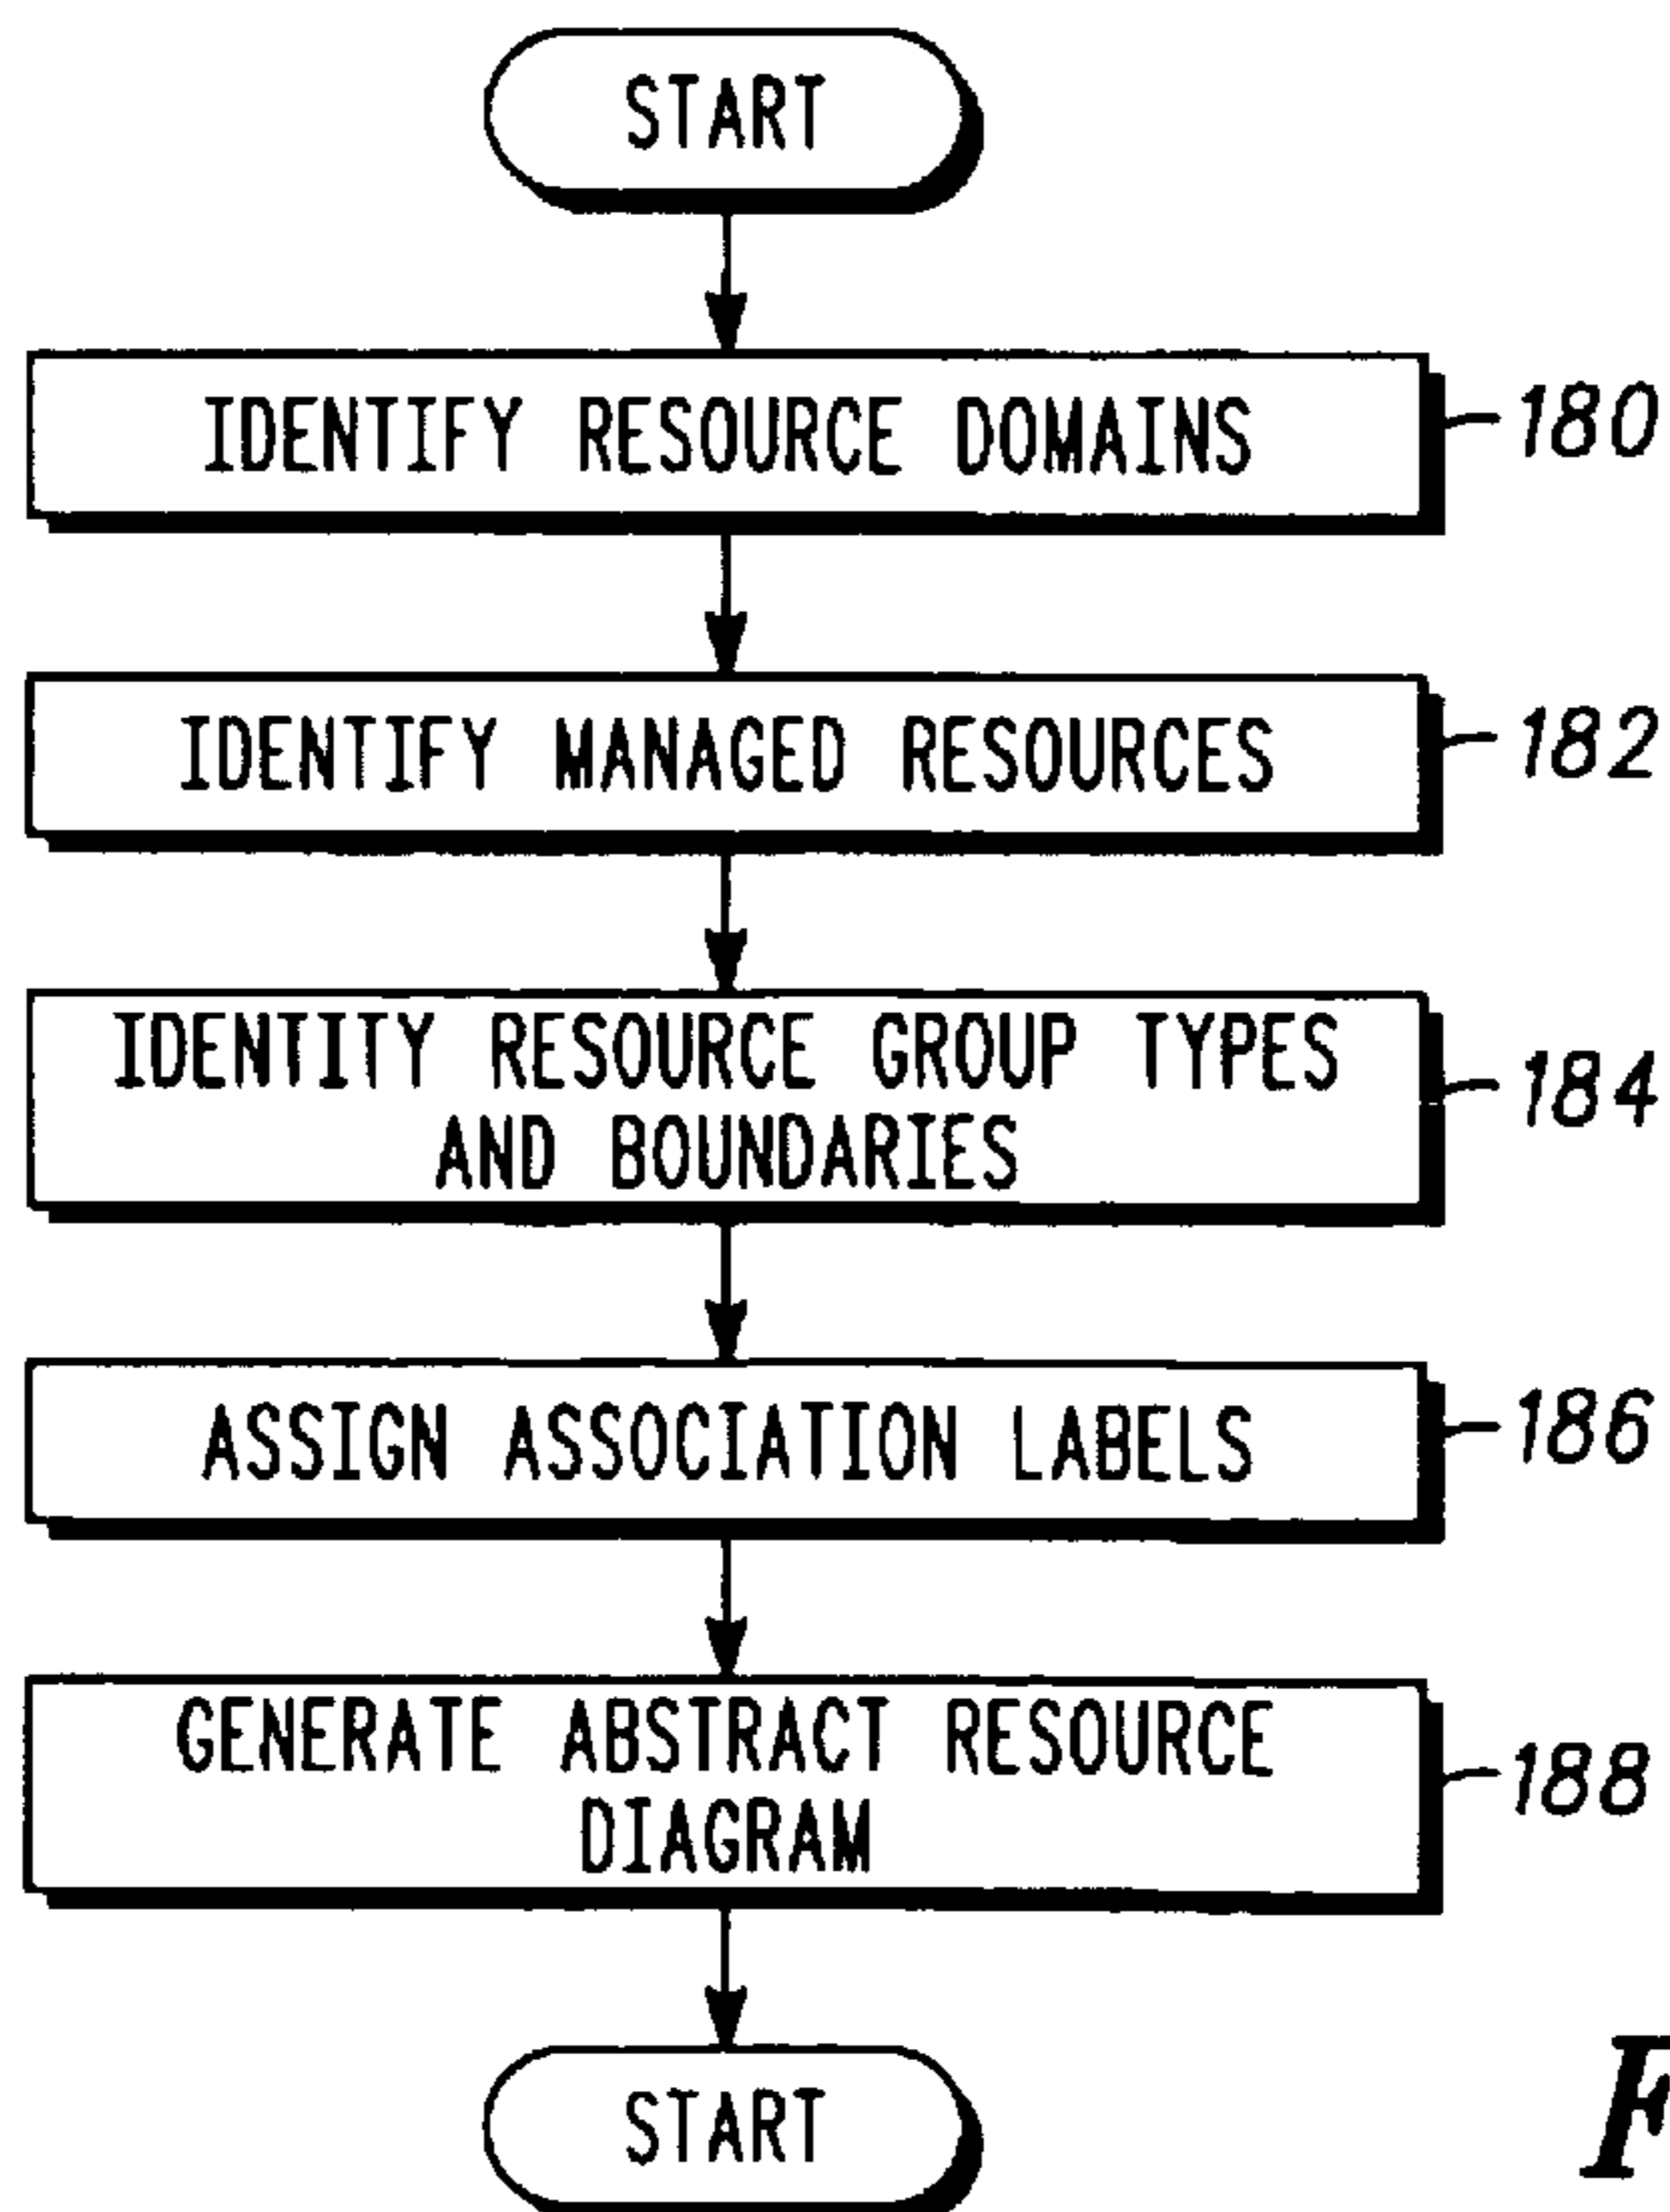 START
IDENTIFY RESOURCE DOMAINS
180
IDENTIFY MANAGED RESOURCES
182
IDENTITY RESOURCE GROUP TYPES
AND BOUNDARIES
184
ASSIGN ASSOCIATION LABELS
186
GENERATE ABSTRACT RESOURCE
DIAGRAM
188
START